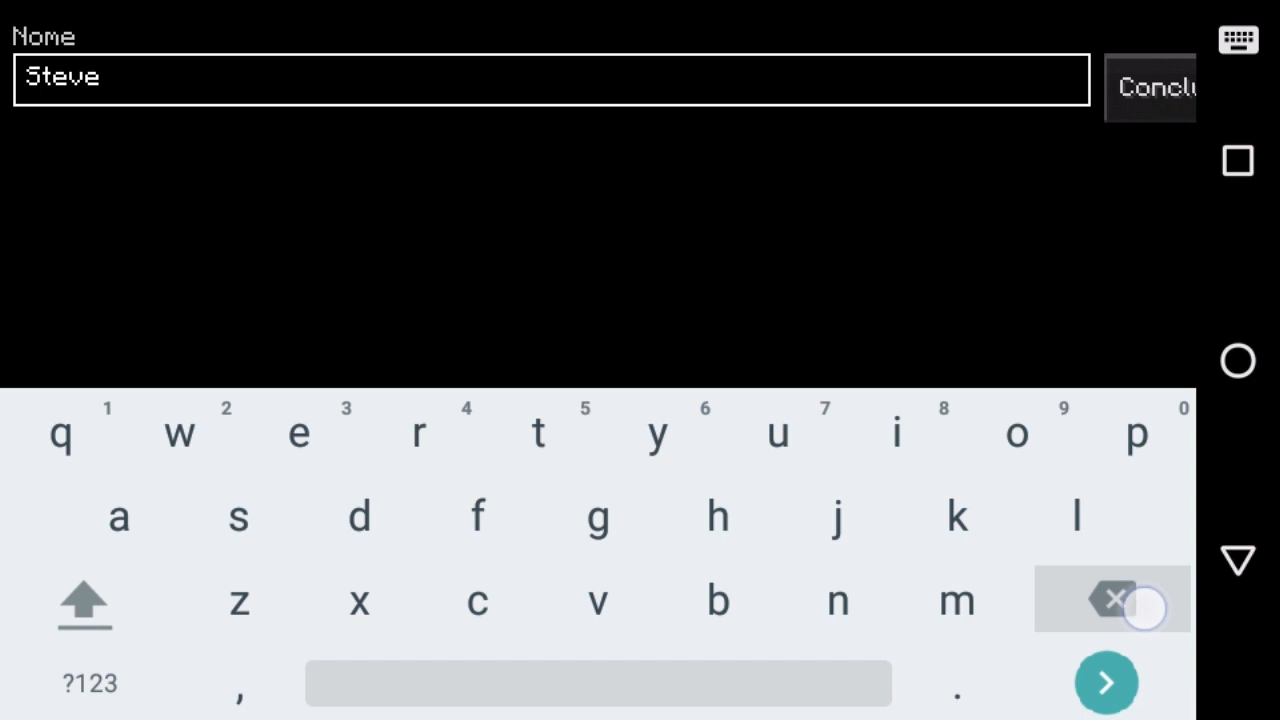 Nome
Steve
Conclu
1 2 3 4 5 6 7 8 9 0
q w e r t y u i o p
a s d f g h j k l
z x c v b n m
?123 , .